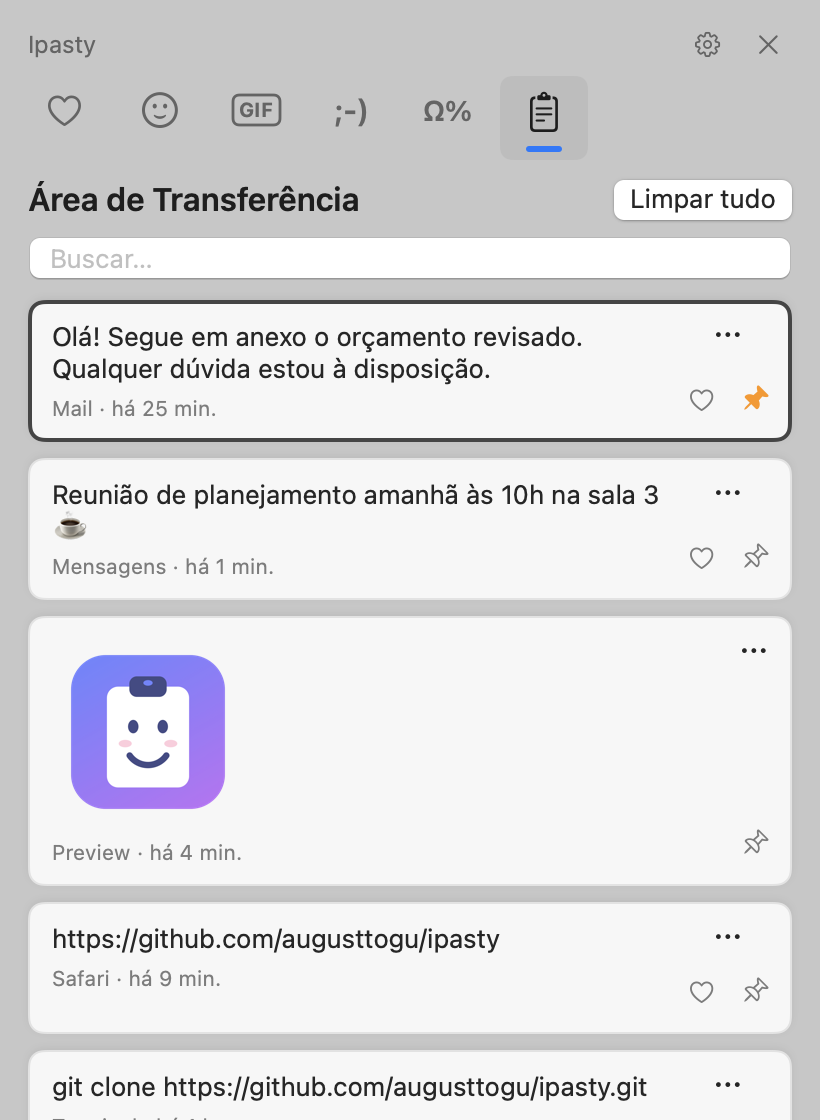 Ipasty
GIF
;-)
Ω%
Área de Transferência
Limpar tudo
Buscar...
Olá! Segue em anexo o orçamento revisado.
Qualquer dúvida estou à disposição.
Mail · há 25 min.
Reunião de planejamento amanhã às 10h na sala 3
☕
Mensagens · há 1 min.
Preview · há 4 min.
https://github.com/augusttogu/ipasty
Safari · há 9 min.
git clone https://github.com/augusttogu/ipasty.git